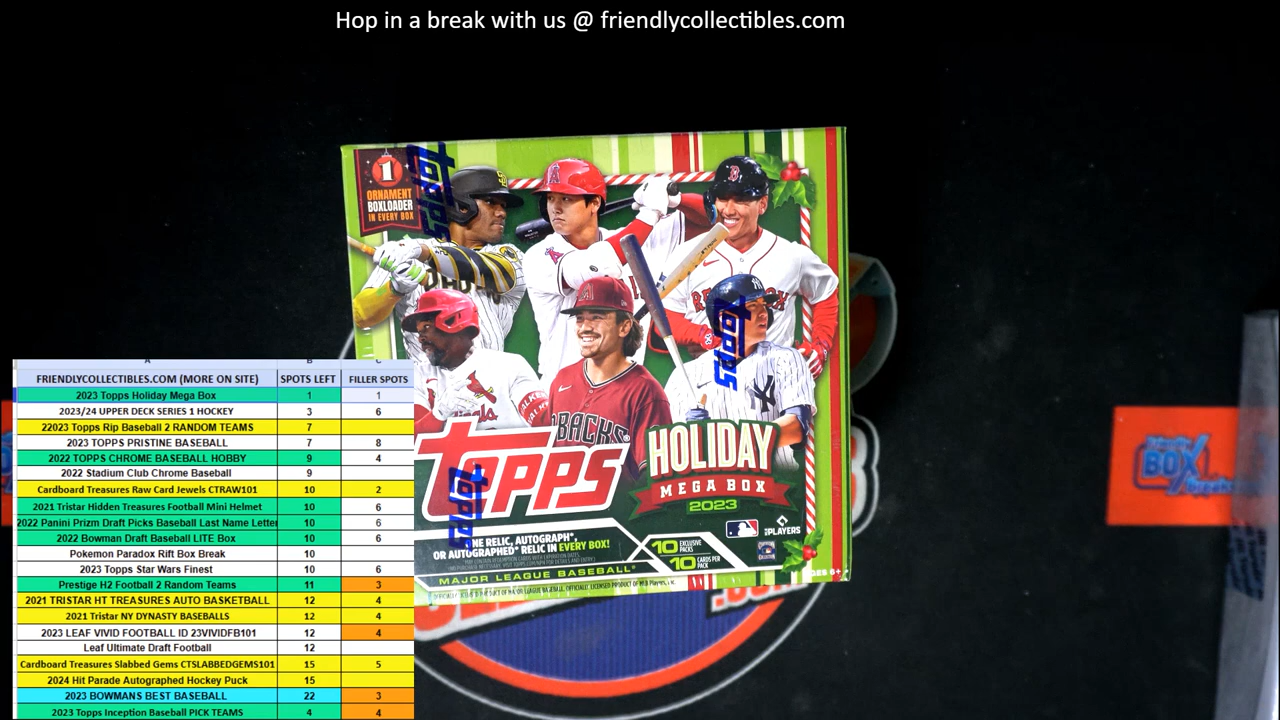 Hop in a break with us @ friendlycollectibles.com
1
ORNAMENT
BOXLOADER
IN EVERY BOX
Topps
Topps
Topps
TOPPS
HOLIDAY
MEGA BOX
2023
ONE RELIC, AUTOGRAPH,
OR AUTOGRAPHED RELIC IN EVERY BOX!
10 EXCLUSIVE PACKS
10 CARDS PER PACK
MLB PLAYERS
MAJOR LEAGUE BASEBALL
AGES 6+
BOX
A B C
FRIENDLYCOLLECTIBLES.COM (MORE ON SITE) SPOTS LEFT FILLER SPOTS
2023 Topps Holiday Mega Box 1 1
2023/24 UPPER DECK SERIES 1 HOCKEY 3 6
22023 Topps Rip Baseball 2 RANDOM TEAMS 7
2023 TOPPS PRISTINE BASEBALL 7 8
2022 TOPPS CHROME BASEBALL HOBBY 9 4
2022 Stadium Club Chrome Baseball 9
Cardboard Treasures Raw Card Jewels CTRAW101 10 2
2021 Tristar Hidden Treasures Football Mini Helmet 10 6
2022 Panini Prizm Draft Picks Baseball Last Name Letter 10 6
2022 Bowman Draft Baseball LITE Box 10 6
Pokemon Paradox Rift Box Break 10
2023 Topps Star Wars Finest 10 6
Prestige H2 Football 2 Random Teams 11 3
2021 TRISTAR HT TREASURES AUTO BASKETBALL 12 4
2021 Tristar NY DYNASTY BASEBALLS 12 4
2023 LEAF VIVID FOOTBALL ID 23VIVIDFB101 12 4
Leaf Ultimate Draft Football 12
Cardboard Treasures Slabbed Gems CTSLABBEDGEMS101 15 5
2024 Hit Parade Autographed Hockey Puck 15
2023 BOWMANS BEST BASEBALL 22 3
2023 Topps Inception Baseball PICK TEAMS 4 4